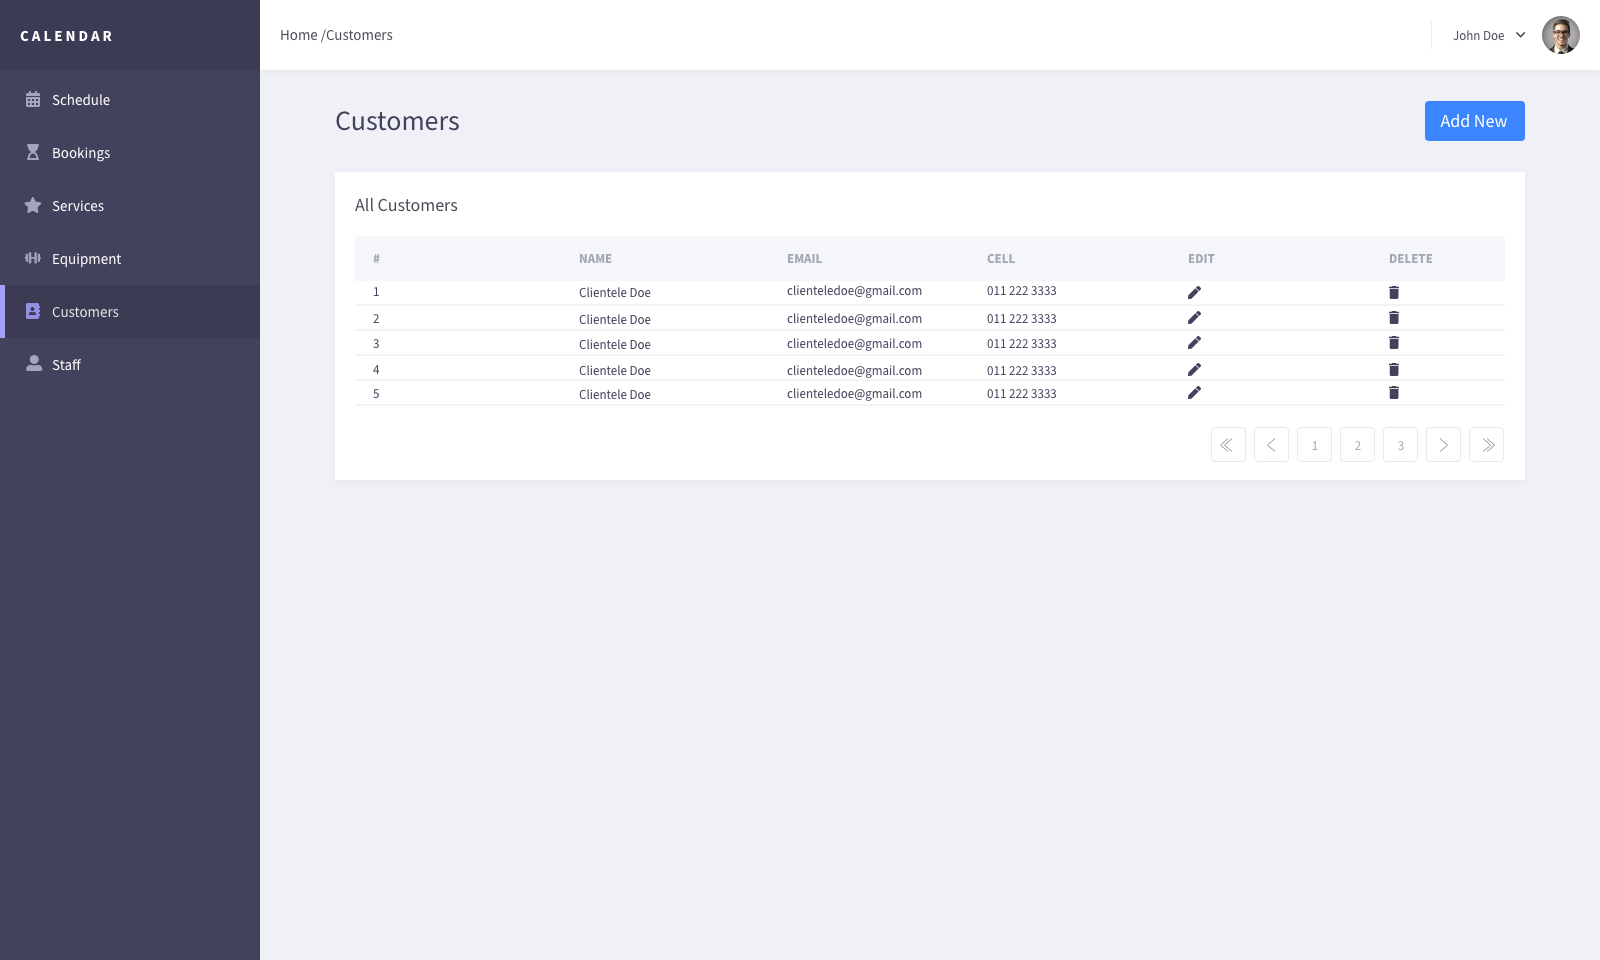 CALENDAR
Home /Customers
John Doe
Schedule
Bookings
Services
Equipment
Customers
Staff
Customers
Add New
All Customers
# NAME EMAIL CELL EDIT DELETE
1 Clientele Doe clienteledoe@gmail.com 011 222 3333
2 Clientele Doe clienteledoe@gmail.com 011 222 3333
3 Clientele Doe clienteledoe@gmail.com 011 222 3333
4 Clientele Doe clienteledoe@gmail.com 011 222 3333
5 Clientele Doe clienteledoe@gmail.com 011 222 3333
1 2 3